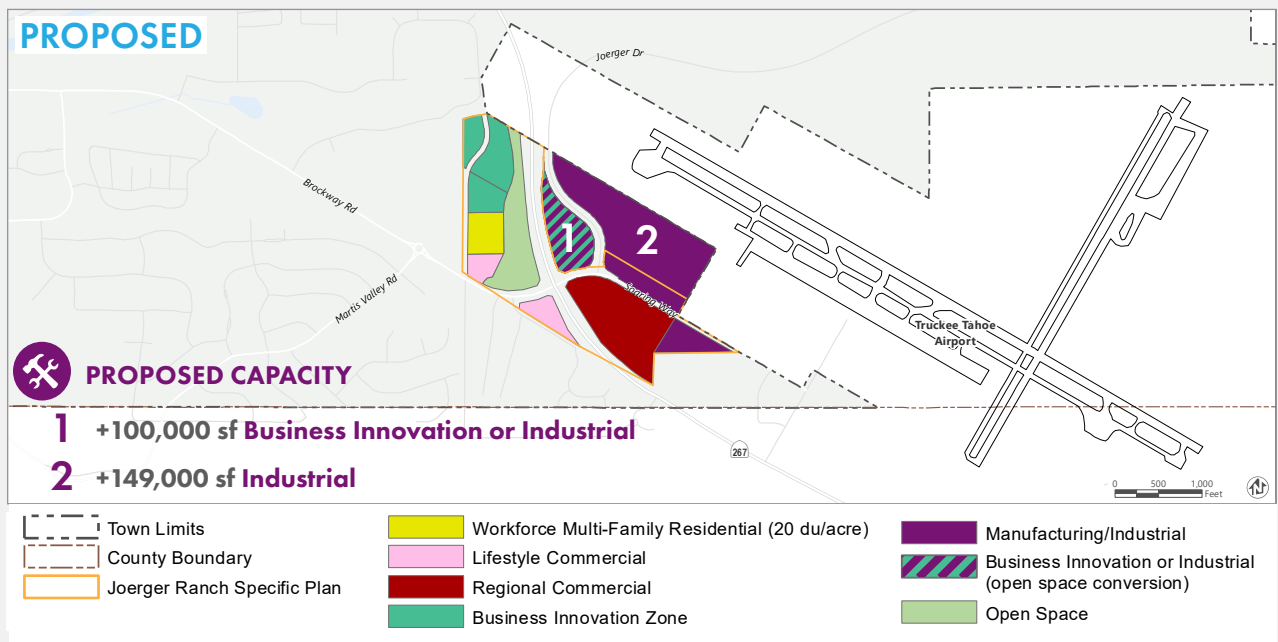 PROPOSED
Joerger Dr
Brockway Rd
1
2
Martis Valley Rd
Soaring Way
Truckee Tahoe
Airport
PROPOSED CAPACITY
1 +100,000 sf Business Innovation or Industrial
267
2 +149,000 sf Industrial
0 500 1,000
Feet
N
Town Limits
County Boundary
Joerger Ranch Specific Plan
Workforce Multi-Family Residential (20 du/acre)
Lifestyle Commercial
Regional Commercial
Business Innovation Zone
Manufacturing/Industrial
Business Innovation or Industrial
(open space conversion)
Open Space